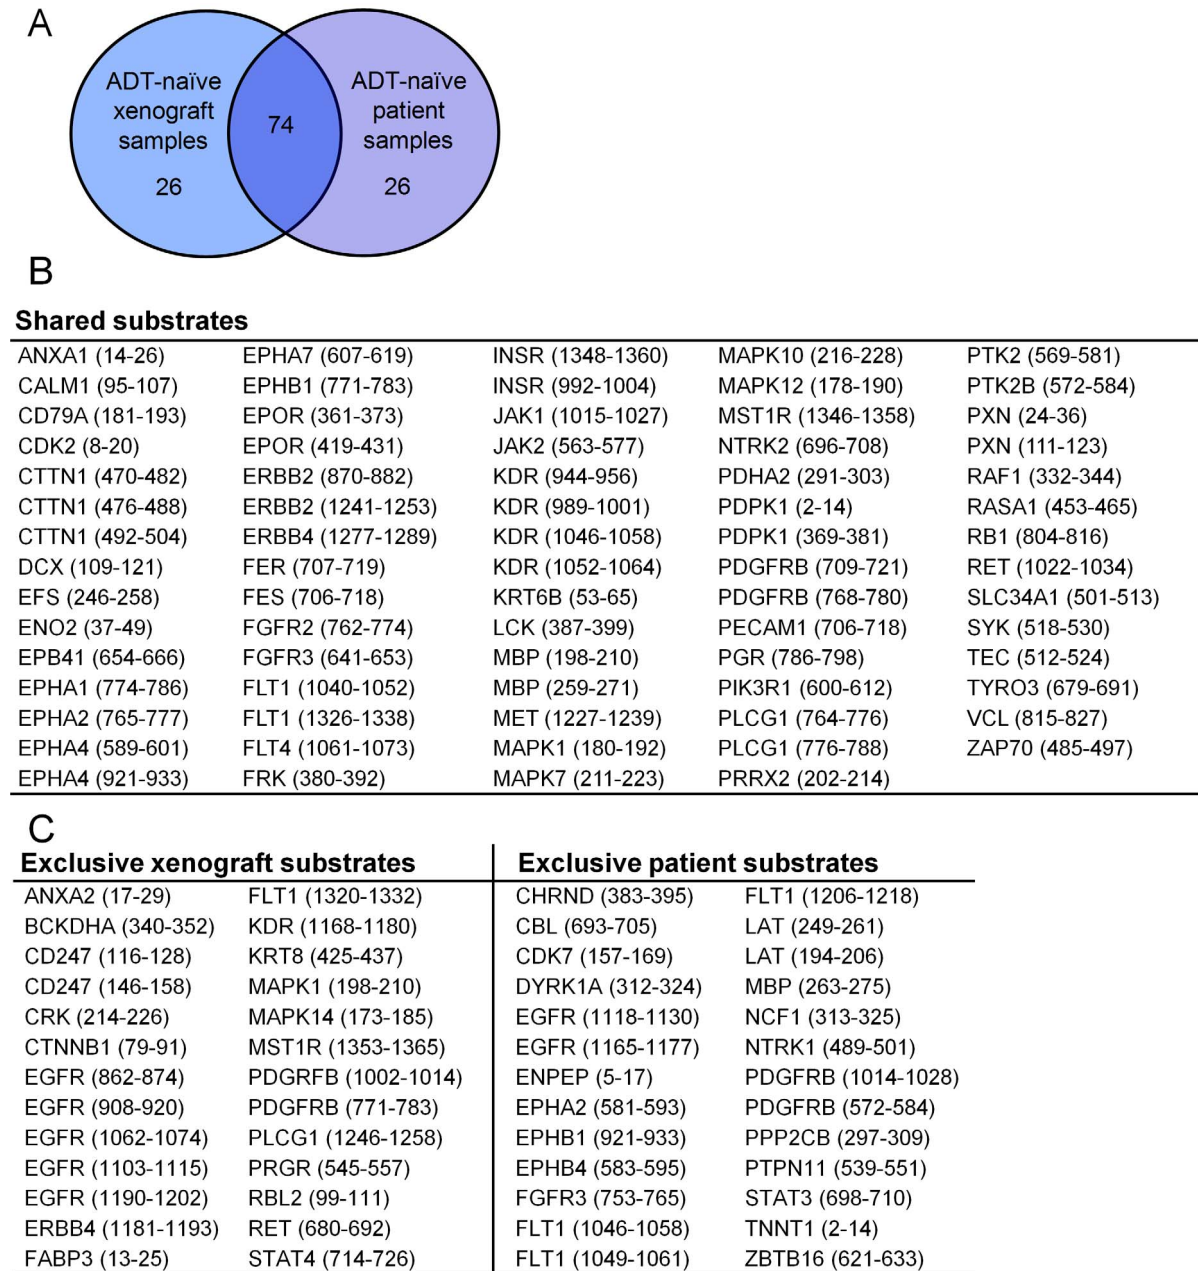 A
ADT-naïve
xenograft
samples
26
74
ADT-naïve
patient
samples
26
B
Shared substrates
ANXA1 (14-26) EPHA7 (607-619) INSR (1348-1360) MAPK10 (216-228) PTK2 (569-581)
CALM1 (95-107) EPHB1 (771-783) INSR (992-1004) MAPK12 (178-190) PTK2B (572-584)
CD79A (181-193) EPOR (361-373) JAK1 (1015-1027) MST1R (1346-1358) PXN (24-36)
CDK2 (8-20) EPOR (419-431) JAK2 (563-577) NTRK2 (696-708) PXN (111-123)
CTTN1 (470-482) ERBB2 (870-882) KDR (944-956) PDHA2 (291-303) RAF1 (332-344)
CTTN1 (476-488) ERBB2 (1241-1253) KDR (989-1001) PDPK1 (2-14) RASA1 (453-465)
CTTN1 (492-504) ERBB4 (1277-1289) KDR (1046-1058) PDPK1 (369-381) RB1 (804-816)
DCX (109-121) FER (707-719) KDR (1052-1064) PDGFRB (709-721) RET (1022-1034)
EFS (246-258) FES (706-718) KRT6B (53-65) PDGFRB (768-780) SLC34A1 (501-513)
ENO2 (37-49) FGFR2 (762-774) LCK (387-399) PECAM1 (706-718) SYK (518-530)
EPB41 (654-666) FGFR3 (641-653) MBP (198-210) PGR (786-798) TEC (512-524)
EPHA1 (774-786) FLT1 (1040-1052) MBP (259-271) PIK3R1 (600-612) TYRO3 (679-691)
EPHA2 (765-777) FLT1 (1326-1338) MET (1227-1239) PLCG1 (764-776) VCL (815-827)
EPHA4 (589-601) FLT4 (1061-1073) MAPK1 (180-192) PLCG1 (776-788) ZAP70 (485-497)
EPHA4 (921-933) FRK (380-392) MAPK7 (211-223) PRRX2 (202-214)
C
Exclusive xenograft substrates Exclusive patient substrates
ANXA2 (17-29) FLT1 (1320-1332) CHRND (383-395) FLT1 (1206-1218)
BCKDHA (340-352) KDR (1168-1180) CBL (693-705) LAT (249-261)
CD247 (116-128) KRT8 (425-437) CDK7 (157-169) LAT (194-206)
CD247 (146-158) MAPK1 (198-210) DYRK1A (312-324) MBP (263-275)
CRK (214-226) MAPK14 (173-185) EGFR (1118-1130) NCF1 (313-325)
CTNNB1 (79-91) MST1R (1353-1365) EGFR (1165-1177) NTRK1 (489-501)
EGFR (862-874) PDGRFB (1002-1014) ENPEP (5-17) PDGFRB (1014-1028)
EGFR (908-920) PDGFRB (771-783) EPHA2 (581-593) PDGFRB (572-584)
EGFR (1062-1074) PLCG1 (1246-1258) EPHB1 (921-933) PPP2CB (297-309)
EGFR (1103-1115) PRGR (545-557) EPHB4 (583-595) PTPN11 (539-551)
EGFR (1190-1202) RBL2 (99-111) FGFR3 (753-765) STAT3 (698-710)
ERBB4 (1181-1193) RET (680-692) FLT1 (1046-1058) TNNT1 (2-14)
FABP3 (13-25) STAT4 (714-726) FLT1 (1049-1061) ZBTB16 (621-633)